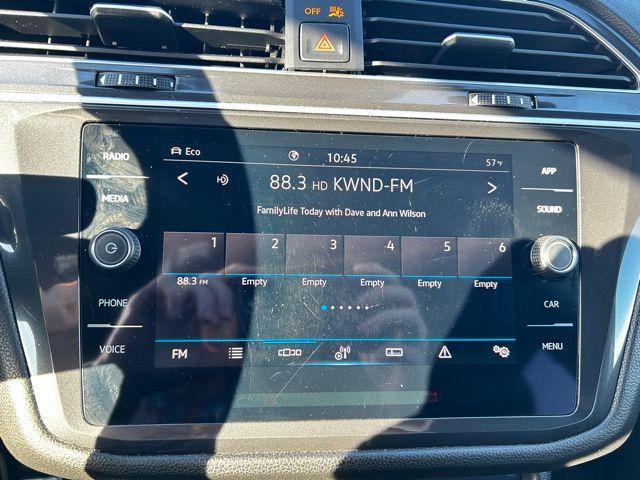 OFF
RADIO
Eco
10:45
57°F
APP
MEDIA
88.3 HD KWND-FM
SOUND
FamilyLife Today with Dave and Ann Wilson
1 2 3 4 5 6
88.3 FM Empty Empty Empty Empty Empty
PHONE
CAR
VOICE
FM
MENU